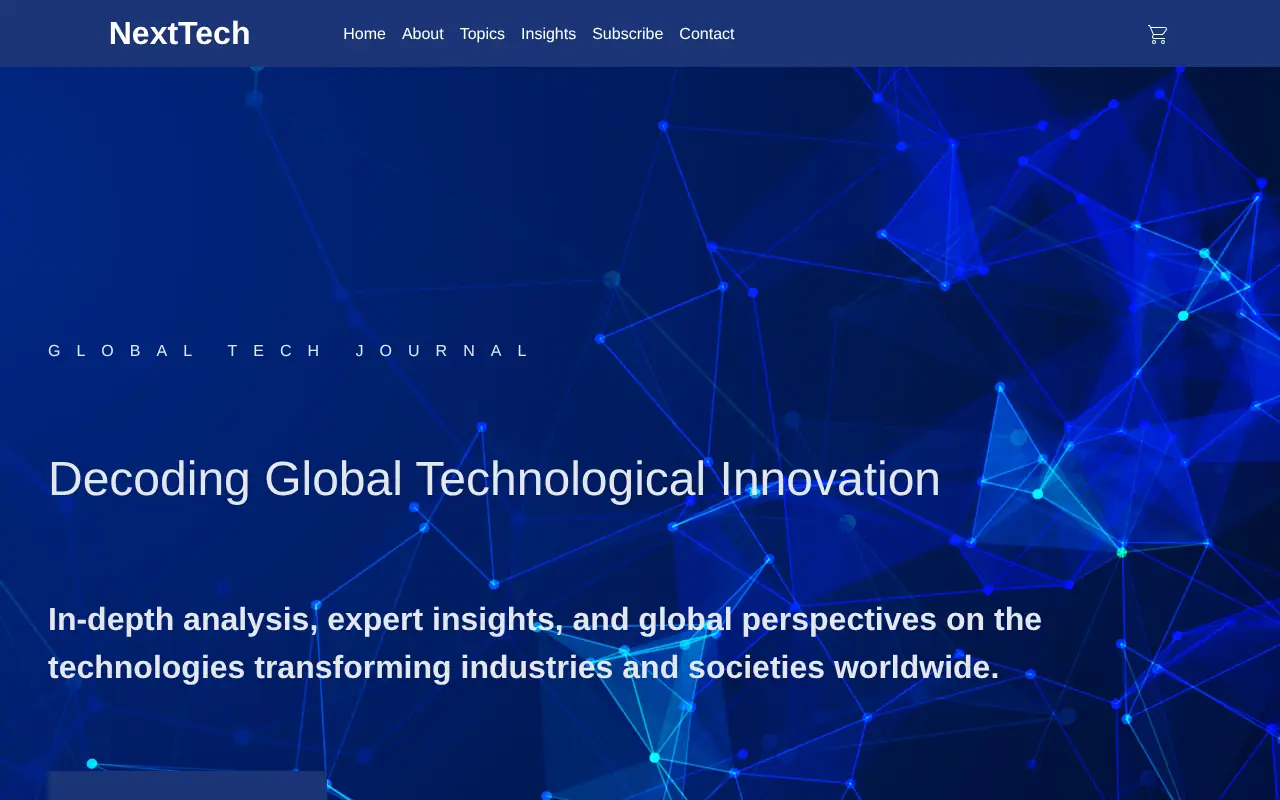 NextTech
Home About Topics Insights Subscribe Contact
GLOBAL TECH JOURNAL
Decoding Global Technological Innovation
In-depth analysis, expert insights, and global perspectives on the
technologies transforming industries and societies worldwide.